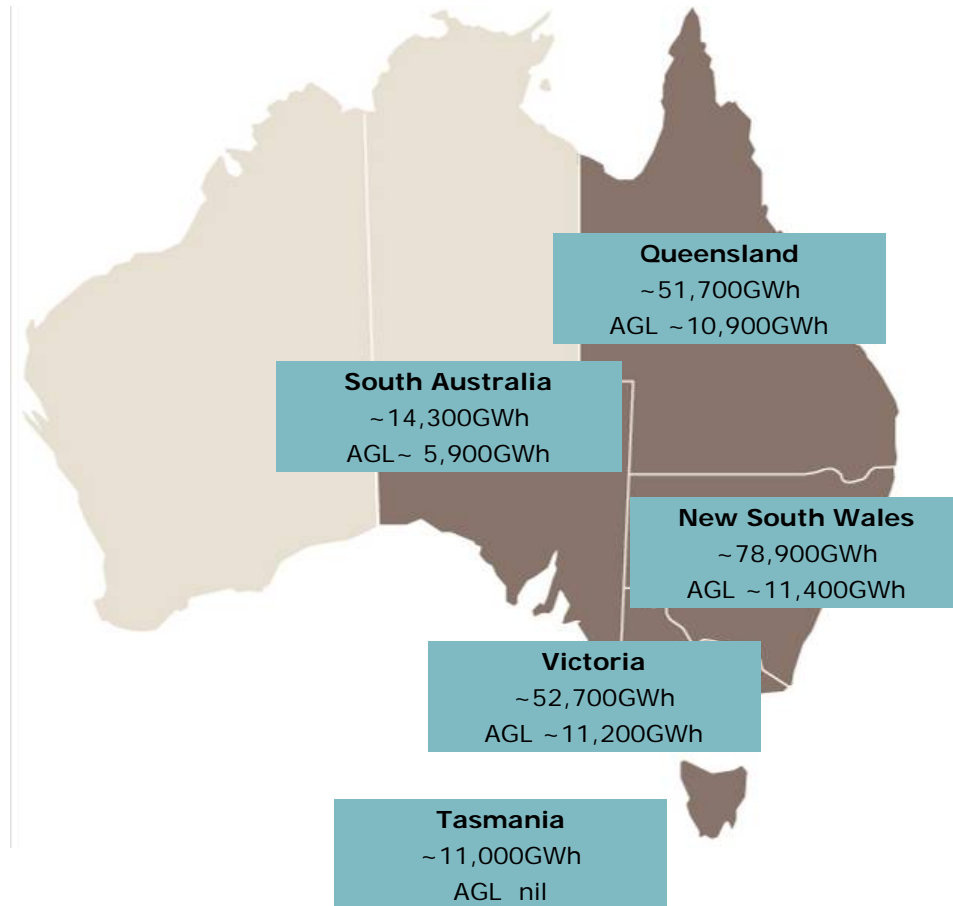 Queensland
~51,700GWh
AGL ~10,900GWh
South Australia
~14,300GWh
AGL~ 5,900GWh
New South Wales
~78,900GWh
AGL ~11,400GWh
Victoria
~52,700GWh
AGL ~11,200GWh
Tasmania
~11,000GWh
AGL nil